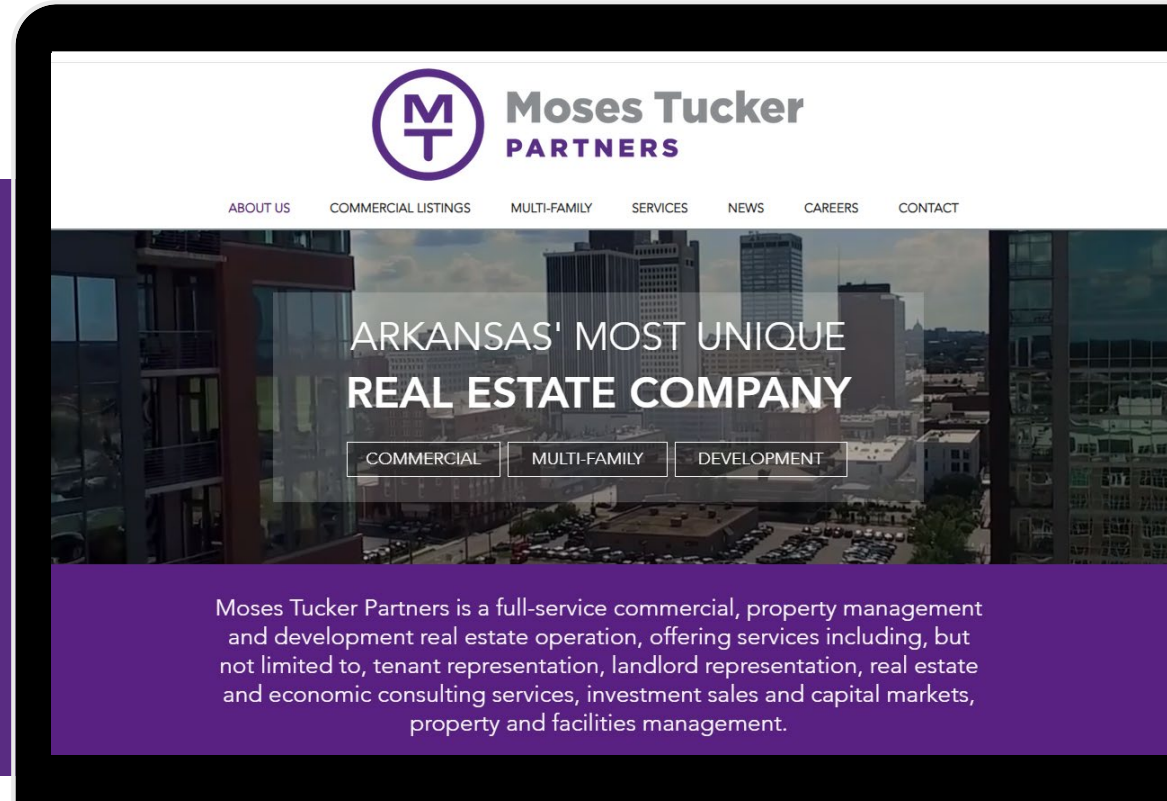 MT
Moses Tucker
PARTNERS
ABOUT US COMMERCIAL LISTINGS MULTI-FAMILY SERVICES NEWS CAREERS CONTACT
ARKANSAS' MOST UNIQUE
REAL ESTATE COMPANY
COMMERCIAL MULTI-FAMILY DEVELOPMENT
Moses Tucker Partners is a full-service commercial, property management
and development real estate operation, offering services including, but
not limited to, tenant representation, landlord representation, real estate
and economic consulting services, investment sales and capital markets,
property and facilities management.